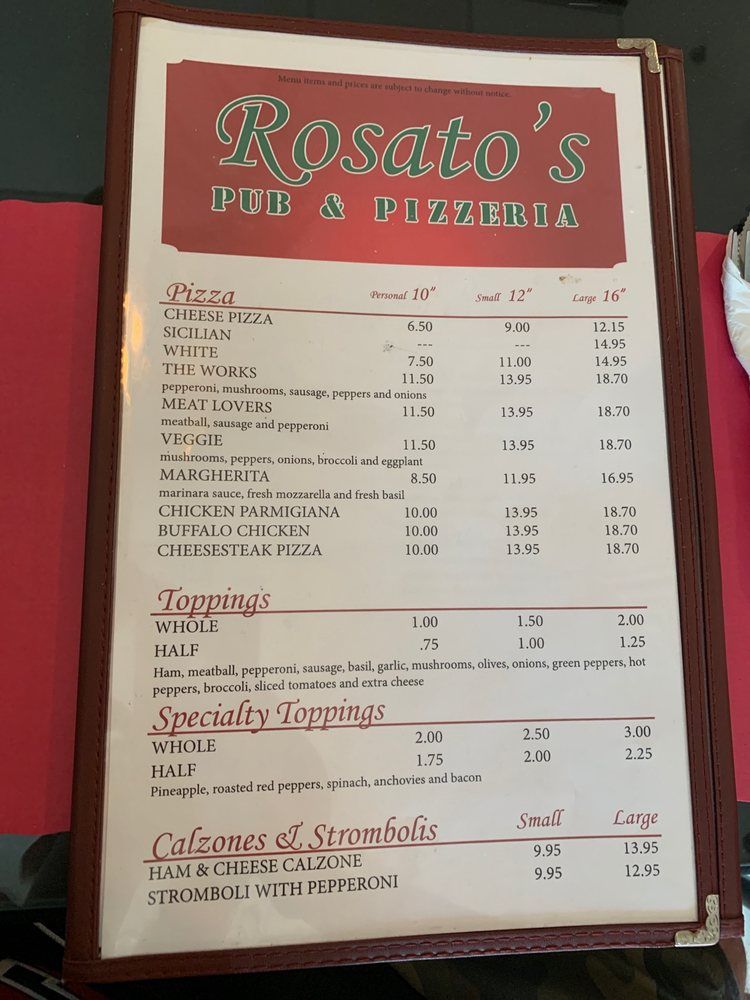 Menu items and prices are subject to change without notice.
Rosato's
PUB & PIZZERIA
Pizza Personal 10" Small 12" Large 16"
CHEESE PIZZA 6.50 9.00 12.15
SICILIAN --- --- 14.95
WHITE 7.50 11.00 14.95
THE WORKS 11.50 13.95 18.70
pepperoni, mushrooms, sausage, peppers and onions
MEAT LOVERS 11.50 13.95 18.70
meatball, sausage and pepperoni
VEGGIE 11.50 13.95 18.70
mushrooms, peppers, onions, broccoli and eggplant
MARGHERITA 8.50 11.95 16.95
marinara sauce, fresh mozzarella and fresh basil
CHICKEN PARMIGIANA 10.00 13.95 18.70
BUFFALO CHICKEN 10.00 13.95 18.70
CHEESESTEAK PIZZA 10.00 13.95 18.70
Toppings
WHOLE 1.00 1.50 2.00
HALF .75 1.00 1.25
Ham, meatball, pepperoni, sausage, basil, garlic, mushrooms, olives, onions, green peppers, hot
peppers, broccoli, sliced tomatoes and extra cheese
Specialty Toppings
WHOLE 2.00 2.50 3.00
HALF 1.75 2.00 2.25
Pineapple, roasted red peppers, spinach, anchovies and bacon
Calzones & Strombolis Small Large
HAM & CHEESE CALZONE 9.95 13.95
STROMBOLI WITH PEPPERONI 9.95 12.95